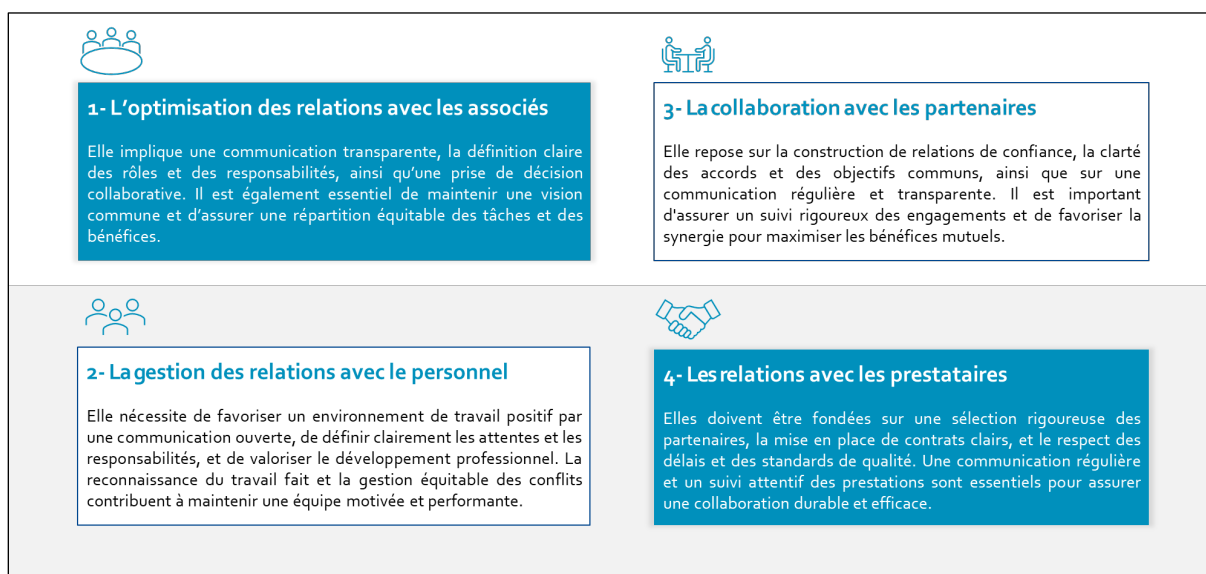 1- L'optimisation des relations avec les associés
Elle implique une communication transparente, la définition claire
des rôles et des responsabilités, ainsi qu'une prise de décision
collaborative. Il est également essentiel de maintenir une vision
commune et d'assurer une répartition équitable des tâches et des
bénéfices.
2- La gestion des relations avec le personnel
Elle nécessite de favoriser un environnement de travail positif par
une communication ouverte, de définir clairement les attentes et les
responsabilités, et de valoriser le développement professionnel. La
reconnaissance du travail fait et la gestion équitable des conflits
contribuent à maintenir une équipe motivée et performante.
3- La collaboration avec les partenaires
Elle repose sur la construction de relations de confiance, la clarté
des accords et des objectifs communs, ainsi que sur une
communication régulière et transparente. Il est important
d'assurer un suivi rigoureux des engagements et de favoriser la
synergie pour maximiser les bénéfices mutuels.
4- Les relations avec les prestataires
Elles doivent être fondées sur une sélection rigoureuse des
partenaires, la mise en place de contrats clairs, et le respect des
délais et des standards de qualité. Une communication régulière
et un suivi attentif des prestations sont essentiels pour assurer
une collaboration durable et efficace.